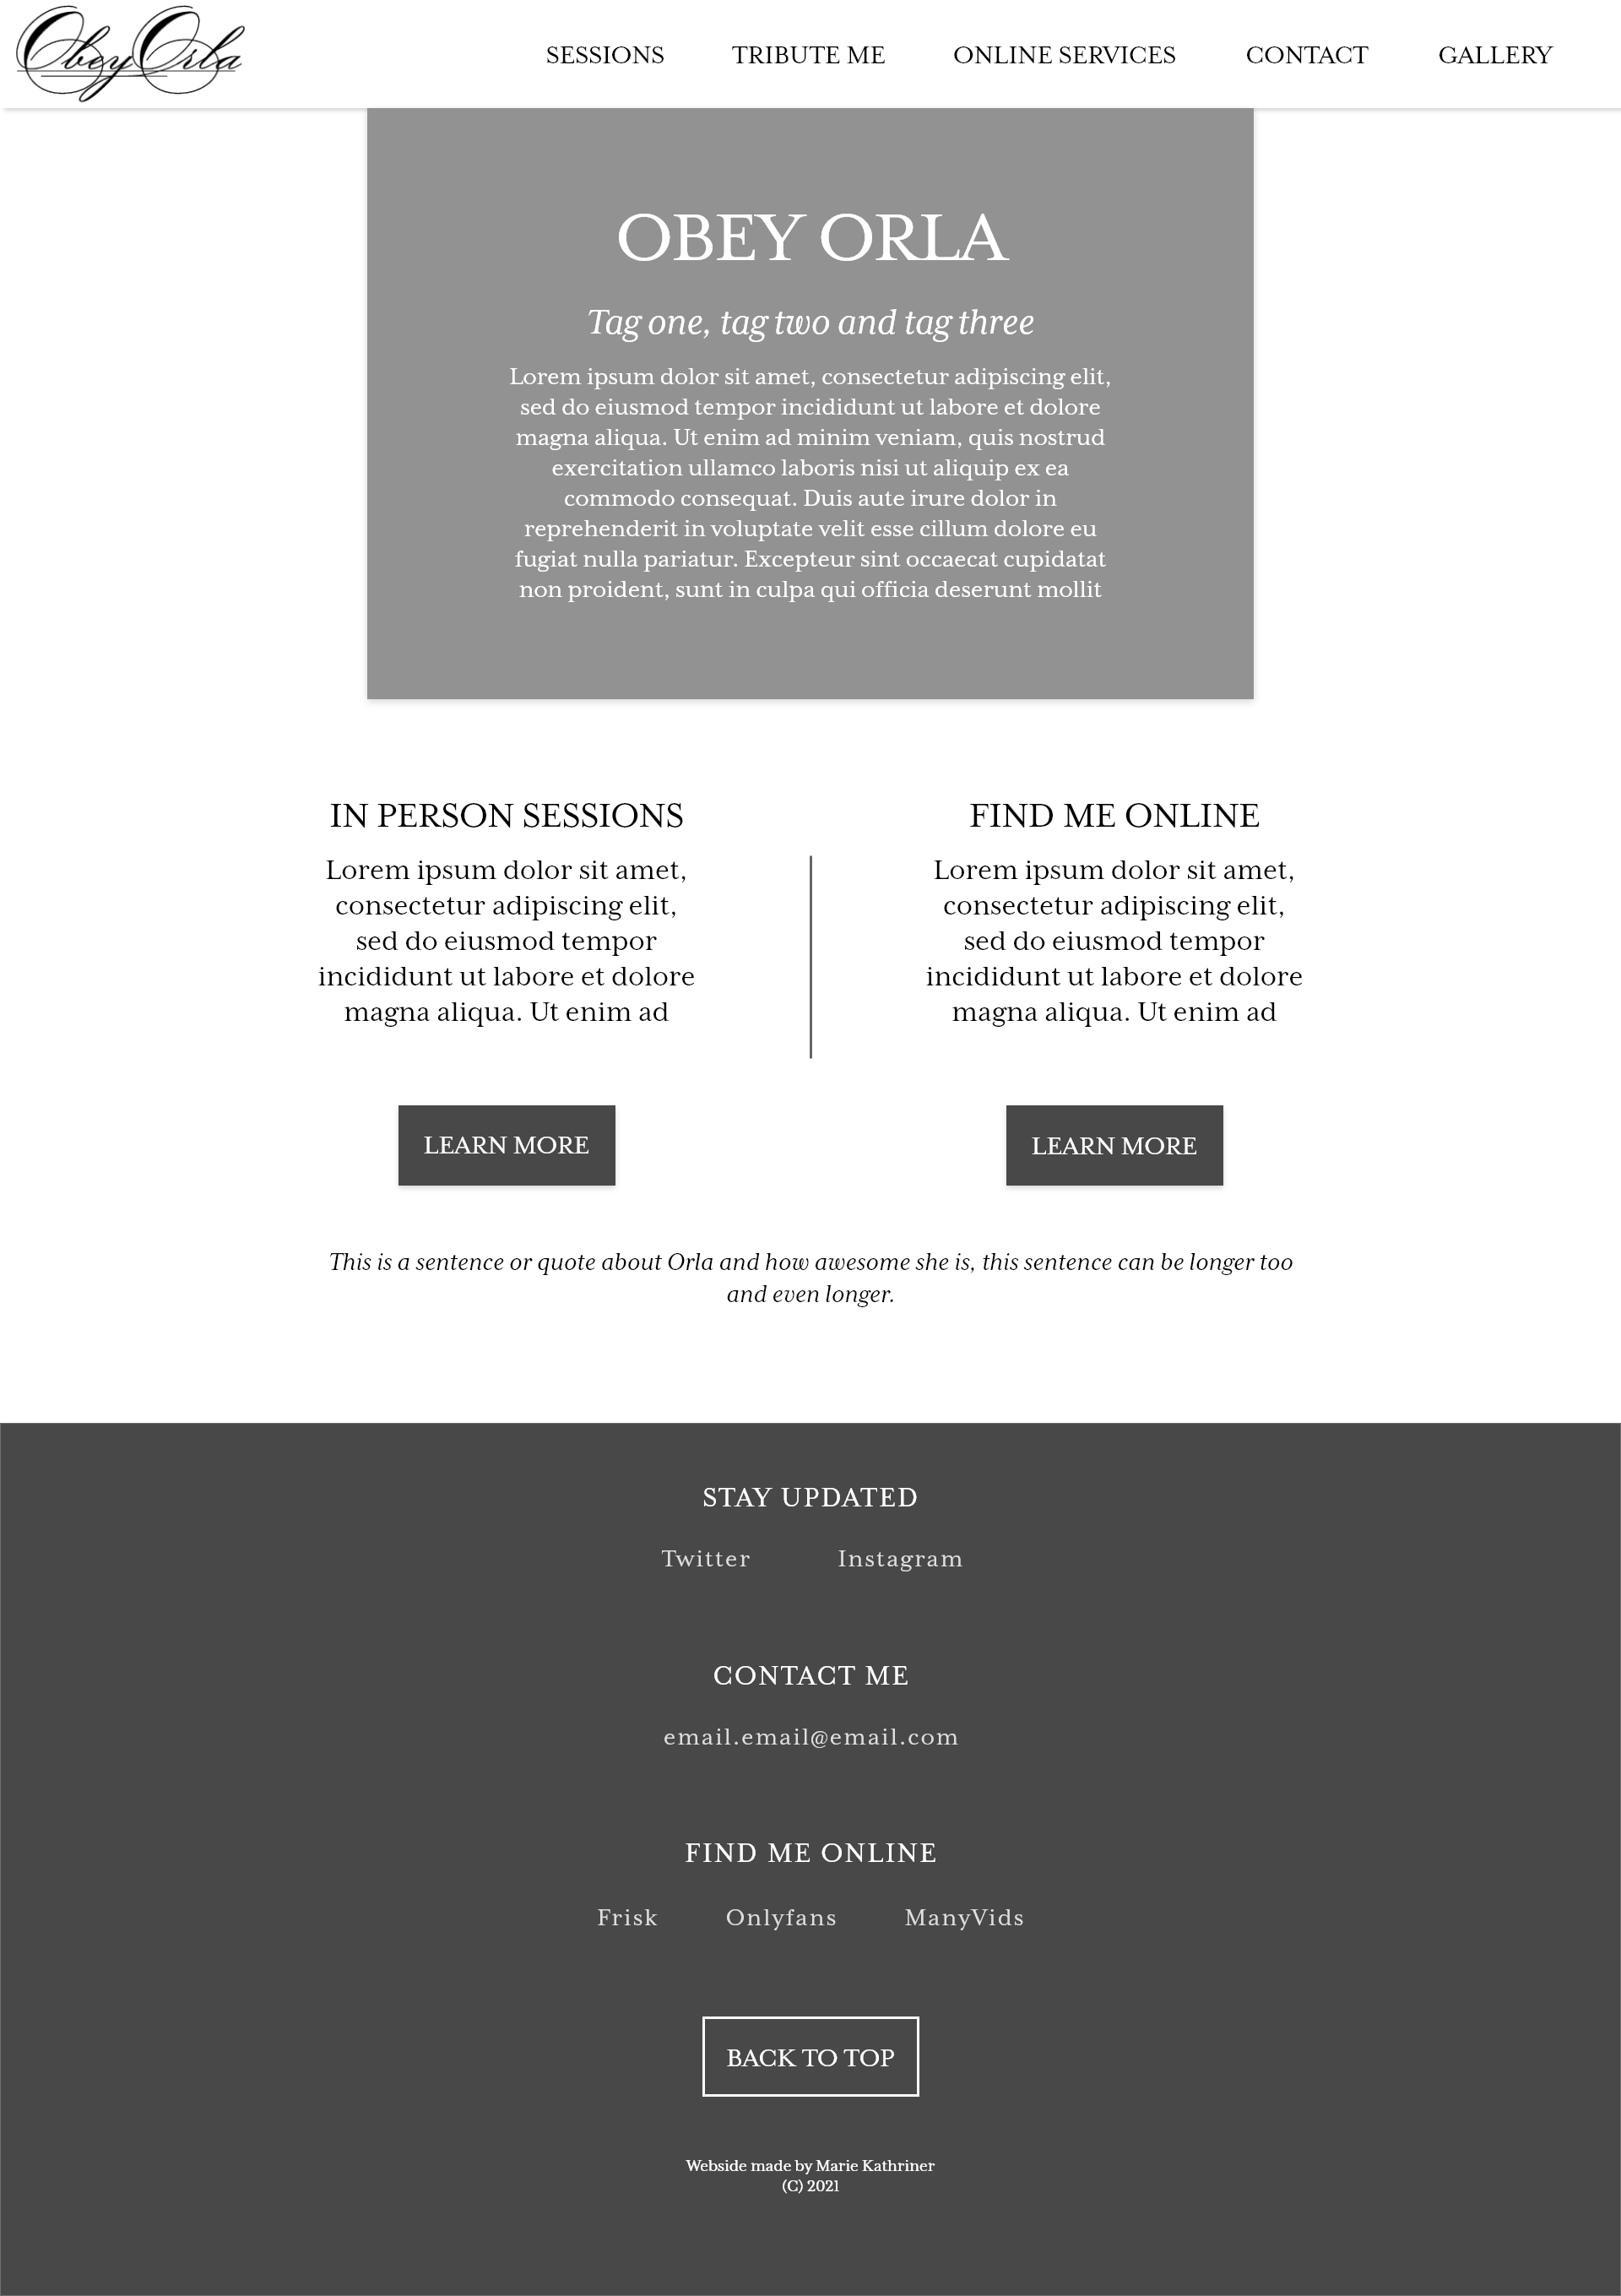 Obey Orla
SESSIONS TRIBUTE ME ONLINE SERVICES CONTACT GALLERY
OBEY ORLA
Tag one, tag two and tag three
Lorem ipsum dolor sit amet, consectetur adipiscing elit,
sed do eiusmod tempor incididunt ut labore et dolore
magna aliqua. Ut enim ad minim veniam, quis nostrud
exercitation ullamco laboris nisi ut aliquip ex ea
commodo consequat. Duis aute irure dolor in
reprehenderit in voluptate velit esse cillum dolore eu
fugiat nulla pariatur. Excepteur sint occaecat cupidatat
non proident, sunt in culpa qui officia deserunt mollit
IN PERSON SESSIONS
Lorem ipsum dolor sit amet,
consectetur adipiscing elit,
sed do eiusmod tempor
incididunt ut labore et dolore
magna aliqua. Ut enim ad
LEARN MORE
FIND ME ONLINE
Lorem ipsum dolor sit amet,
consectetur adipiscing elit,
sed do eiusmod tempor
incididunt ut labore et dolore
magna aliqua. Ut enim ad
LEARN MORE
This is a sentence or quote about Orla and how awesome she is, this sentence can be longer too
and even longer.
STAY UPDATED
Twitter Instagram
CONTACT ME
email.email@email.com
FIND ME ONLINE
Frisk Onlyfans ManyVids
BACK TO TOP
Webside made by Marie Kathriner
(C) 2021